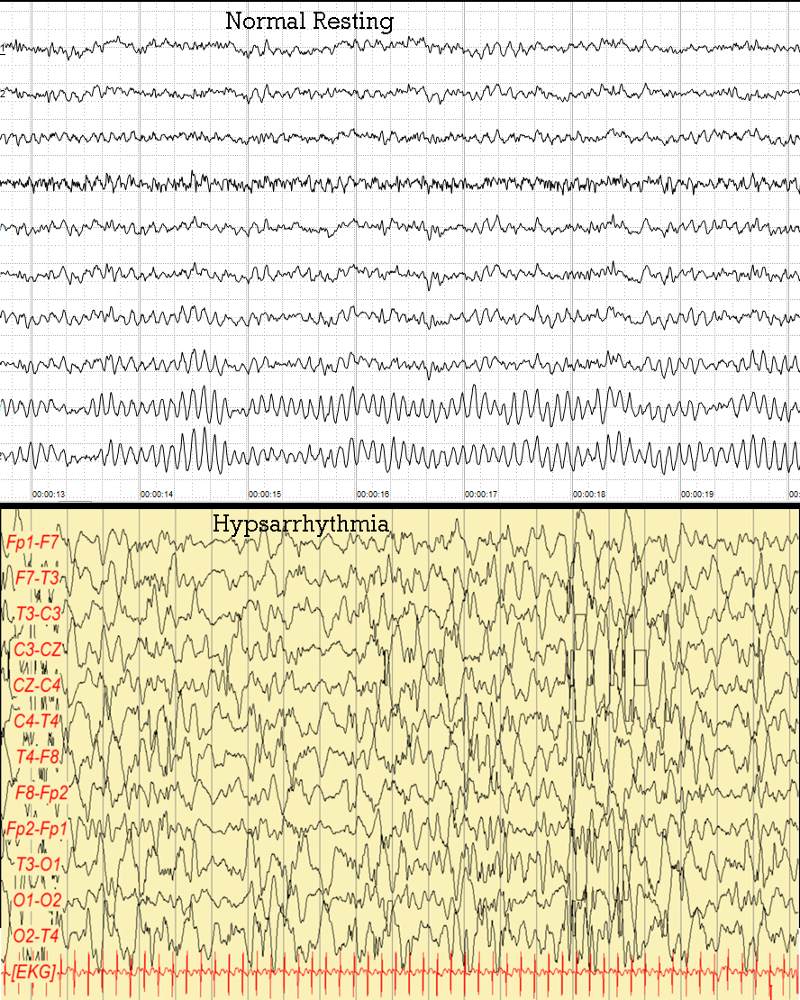 Normal Resting
1
2
00:00:13 00:00:14 00:00:15 00:00:16 00:00:17 00:00:18 00:00:19 00:
Hypsarrhythmia
Fp1-F7
F7-T3
T3-C3
C3-CZ
CZ-C4
C4-T4
T4-F8
F8-Fp2
Fp2-Fp1
T3-O1
O1-O2
O2-T4
[EKG]